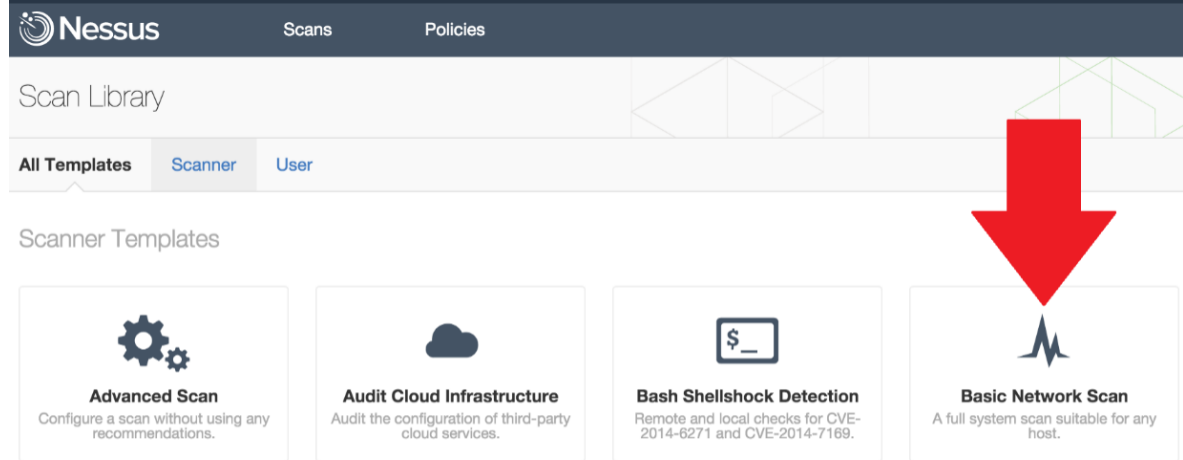 Nessus Scans Policies
Scan Library
All Templates Scanner User
Scanner Templates
$_
Advanced Scan
Configure a scan without using any
recommendations.
Audit Cloud Infrastructure
Audit the configuration of third-party
cloud services.
Bash Shellshock Detection
Remote and local checks for CVE-
2014-6271 and CVE-2014-7169.
Basic Network Scan
A full system scan suitable for any
host.